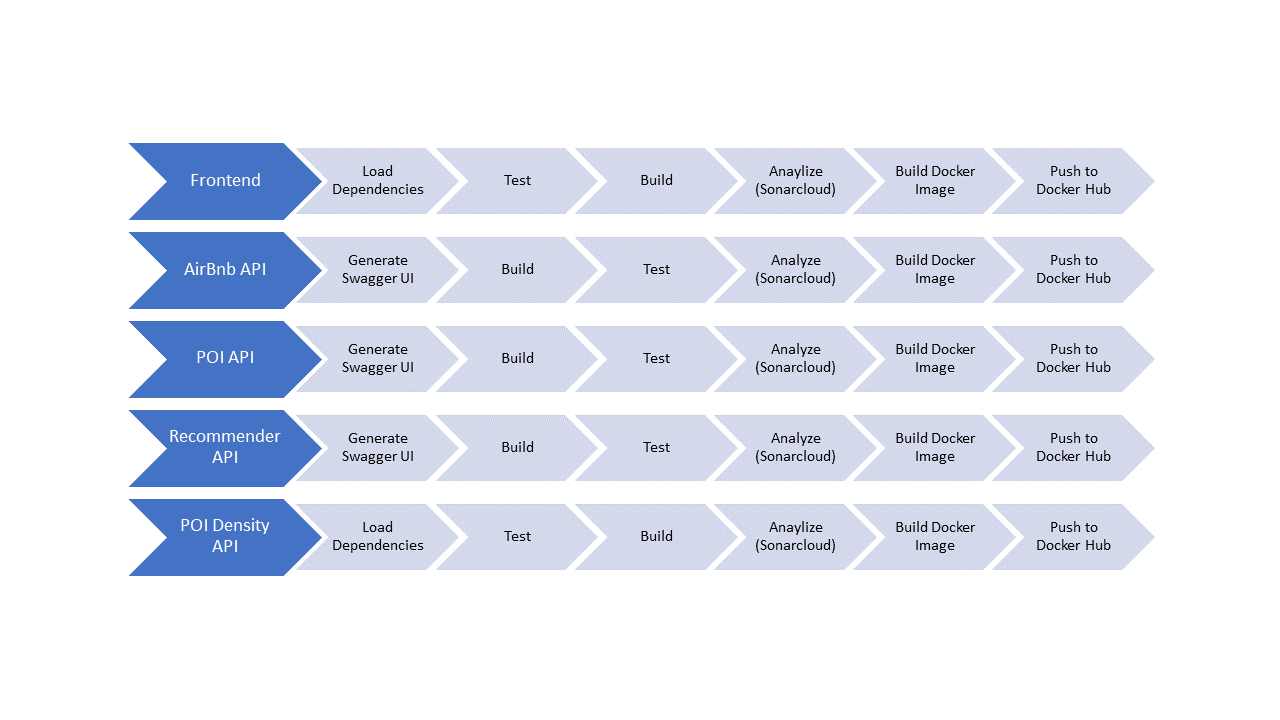 Frontend
Load
Dependencies
Test
Build
Anaylize
(Sonarcloud)
Build Docker
Image
Push to
Docker Hub
AirBnb API
Generate
Swagger UI
Build
Test
Analyze
(Sonarcloud)
Build Docker
Image
Push to
Docker Hub
POI API
Generate
Swagger UI
Build
Test
Analyze
(Sonarcloud)
Build Docker
Image
Push to
Docker Hub
Recommender
API
Generate
Swagger UI
Build
Test
Analyze
(Sonarcloud)
Build Docker
Image
Push to
Docker Hub
POI Density
API
Load
Dependencies
Test
Build
Anaylize
(Sonarcloud)
Build Docker
Image
Push to
Docker Hub